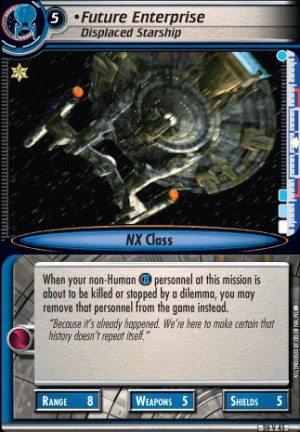 5
•Future Enterprise
Displaced Starship
NX Class
When your non-Human personnel at this mission is
about to be killed or stopped by a dilemma, you may
remove that personnel from the game instead.
"Because it's already happened. We're here to make certain that
history doesn't repeat itself."
RANGE 8 WEAPONS 5 SHIELDS 5